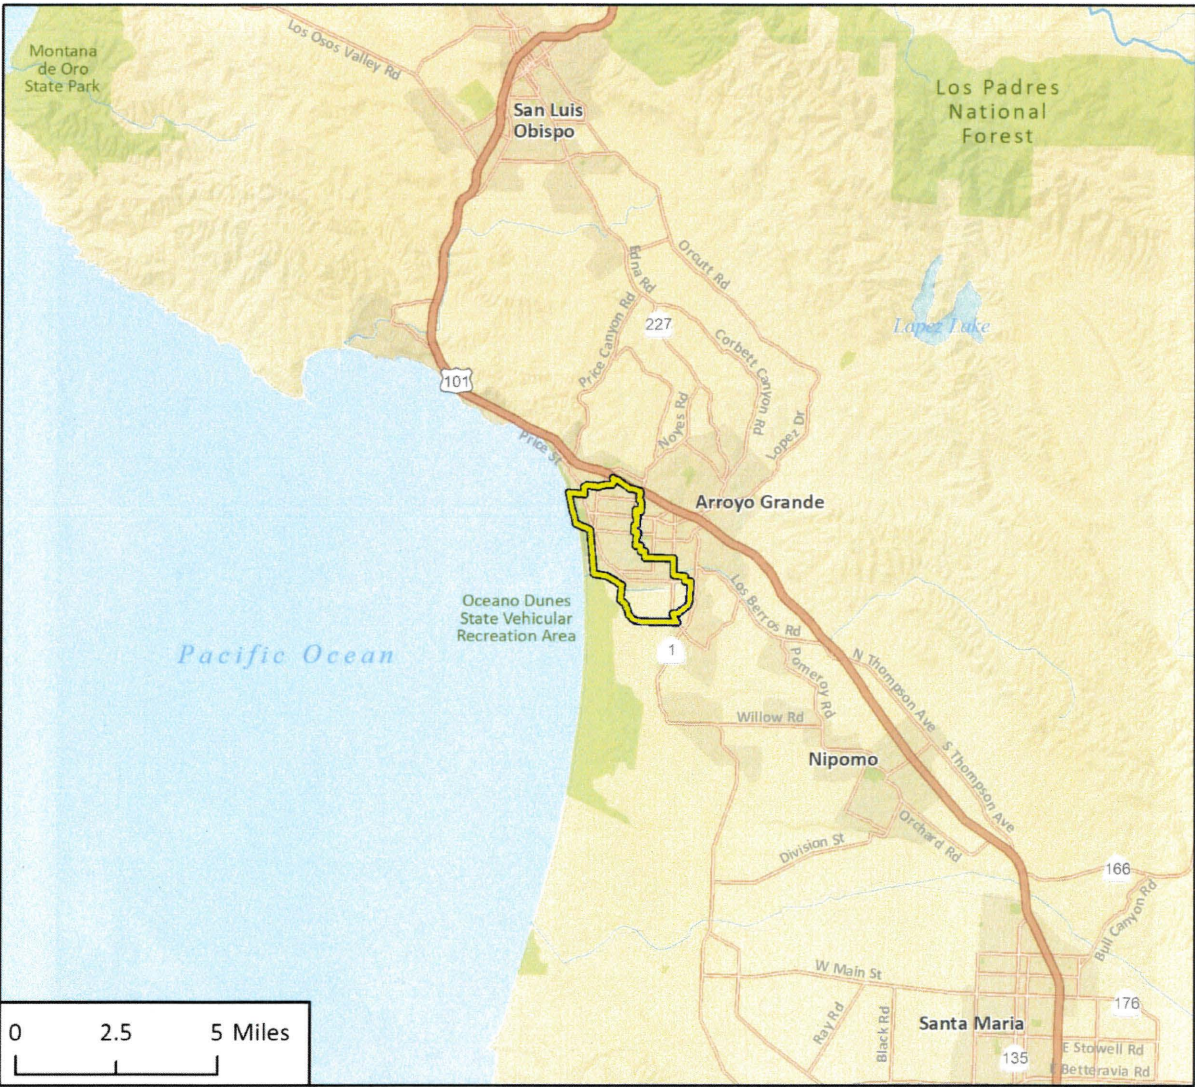 Los Osos Valley Rd
Montana
de Oro
State Park
San Luis
Obispo
Los Padres
National
Forest
Orcutt Rd
Edna Rd
Price Canyon Rd
227
Lopez Lake
Corbett Canyon Rd
101
Noyes Rd
Lopez Dr
Price St
Arroyo Grande
Oceano Dunes
State Vehicular
Recreation Area
Los Berros Rd
Pacific Ocean
1
Pomeroy Rd
N Thompson Ave
Willow Rd
S Thompson Ave
Nipomo
Orchard Rd
Division St
166
Bull Canyon Rd
W Main St
176
Ray Rd
Black Rd
Santa Maria
0 2.5 5 Miles
135
E Stowell Rd
E Betteravia Rd